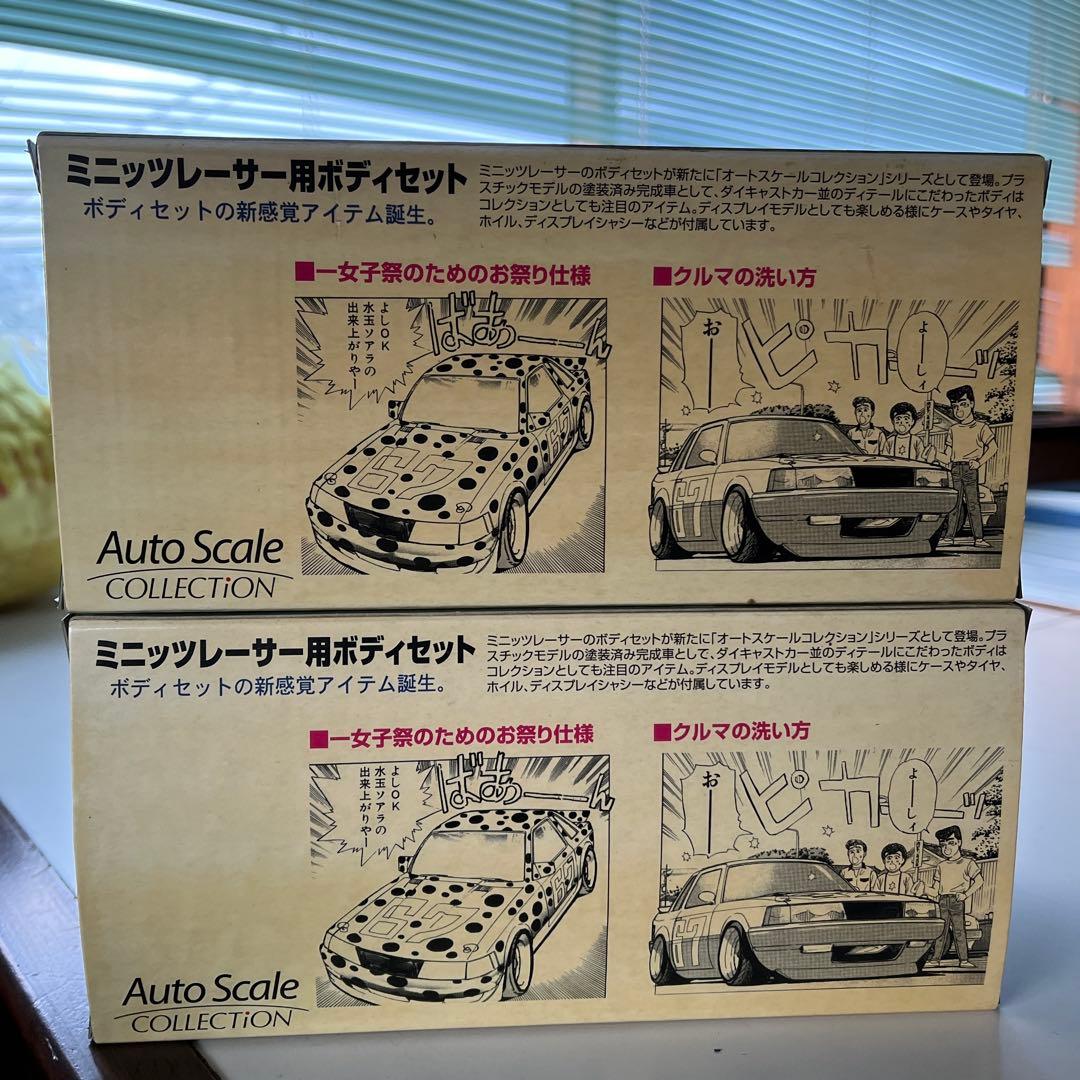 ミニッツレーサー用ボディセット
ボディセットの新感覚アイテム誕生。
ミニッツレーサーのボディセットが新たに「オートスケールコレクション」シリーズとして登場。プラ
スチックモデルの塗装済み完成車として、ダイキャストカー並のディテールにこだわったボディは
コレクションとしても注目のアイテム。ディスプレイモデルとしても楽しめる様にケースやタイヤ、
ホイル、ディスプレイシャシーなどが付属しています。
■一女子祭のためのお祭り仕様
よしOK
水玉ソアラの
出来上がりやー
ばあーーん
67
■クルマの洗い方
おー
ピカーッ
よーしィ
67
Auto Scale
COLLECTiON
ミニッツレーサー用ボディセット
ボディセットの新感覚アイテム誕生。
ミニッツレーサーのボディセットが新たに「オートスケールコレクション」シリーズとして登場。プラ
スチックモデルの塗装済み完成車として、ダイキャストカー並のディテールにこだわったボディは
コレクションとしても注目のアイテム。ディスプレイモデルとしても楽しめる様にケースやタイヤ、
ホイル、ディスプレイシャシーなどが付属しています。
■一女子祭のためのお祭り仕様
よしOK
水玉ソアラの
出来上がりやー
ばあーーん
67
■クルマの洗い方
おー
ピカーッ
よーしィ
67
Auto Scale
COLLECTiON